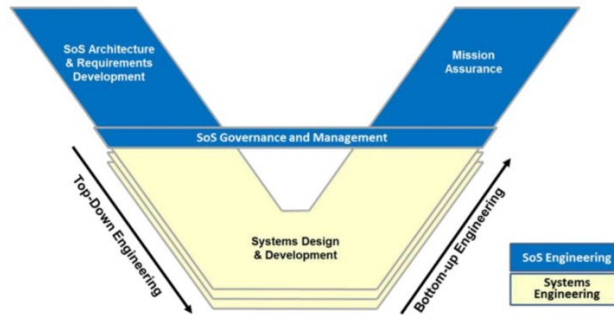 SoS Architecture
& Requirements
Development
Mission
Assurance
SoS Governance and Management
Top-Down Engineering
Systems Design
& Development
Bottom-up Engineering
SoS Engineering
Systems
Engineering